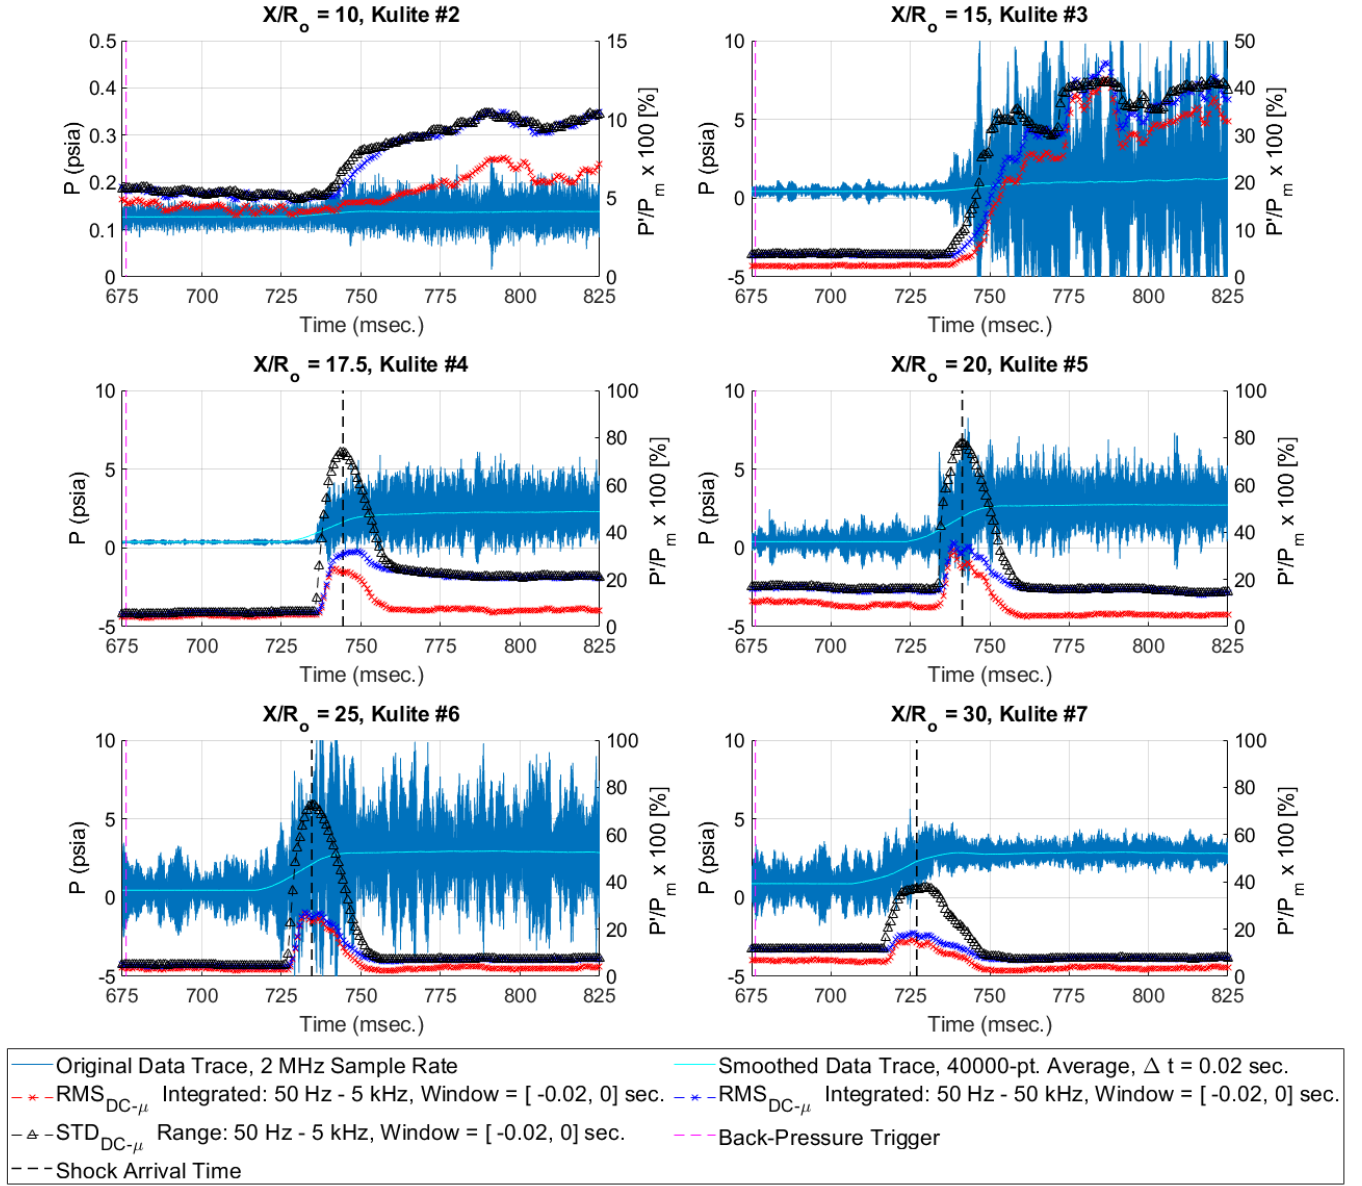 X/Ro = 10, Kulite #2
0.5
0.4
0.3
0.2
0.1
0
P (psia)
15
10
5
0
P'/Pm x 100 [%]
675 700 725 750 775 800 825
Time (msec.)
X/Ro = 15, Kulite #3
10
5
0
-5
P (psia)
50
40
30
20
10
0
P'/Pm x 100 [%]
675 700 725 750 775 800 825
Time (msec.)
X/Ro = 17.5, Kulite #4
10
5
0
-5
P (psia)
100
80
60
40
20
0
P'/Pm x 100 [%]
675 700 725 750 775 800 825
Time (msec.)
X/Ro = 20, Kulite #5
10
5
0
-5
P (psia)
100
80
60
40
20
0
P'/Pm x 100 [%]
675 700 725 750 775 800 825
Time (msec.)
X/Ro = 25, Kulite #6
10
5
0
-5
P (psia)
100
80
60
40
20
0
P'/Pm x 100 [%]
675 700 725 750 775 800 825
Time (msec.)
X/Ro = 30, Kulite #7
10
5
0
-5
P (psia)
100
80
60
40
20
0
P'/Pm x 100 [%]
675 700 725 750 775 800 825
Time (msec.)
Original Data Trace, 2 MHz Sample Rate
Smoothed Data Trace, 40000-pt. Average, Δ t = 0.02 sec.
RMSDC-μ Integrated: 50 Hz - 5 kHz, Window = [ -0.02, 0] sec.
RMSDC-μ Integrated: 50 Hz - 50 kHz, Window = [ -0.02, 0] sec.
STDDC-μ Range: 50 Hz - 5 kHz, Window = [ -0.02, 0] sec.
Back-Pressure Trigger
Shock Arrival Time